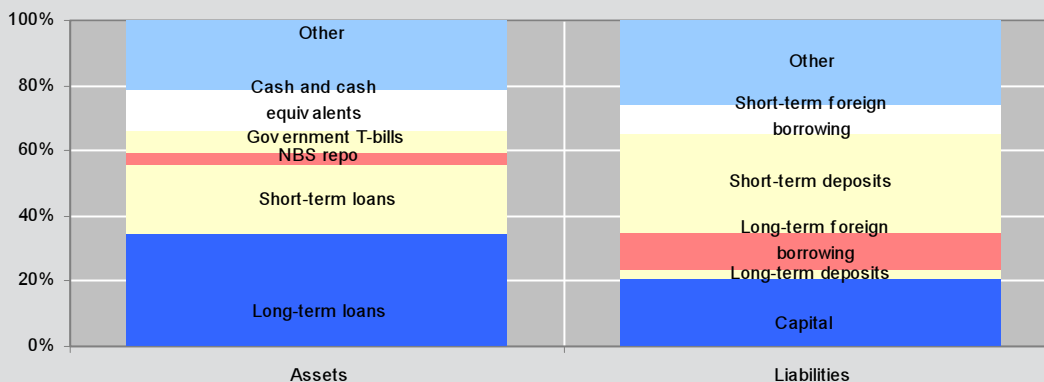 100%
80%
60%
40%
20%
0%
Other
Cash and cash
equivalents
Government T-bills
NBS repo
Short-term loans
Long-term loans
Other
Short-term foreign
borrowing
Short-term deposits
Long-term foreign
borrowing
Long-term deposits
Capital
Assets
Liabilities